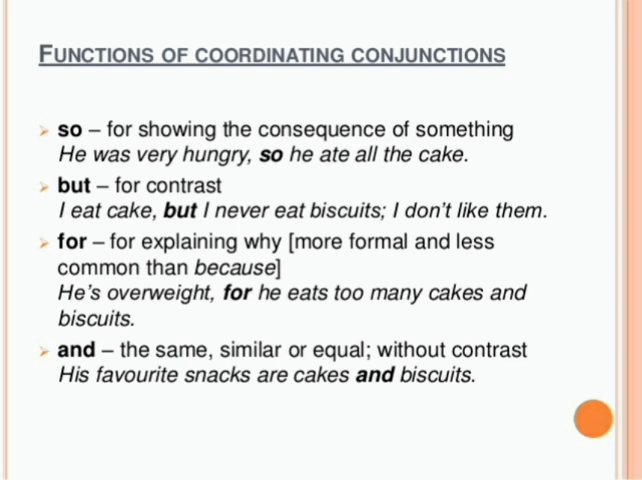 FUNCTIONS OF COORDINATING CONJUNCTIONS
so – for showing the consequence of something
He was very hungry, so he ate all the cake.
but – for contrast
I eat cake, but I never eat biscuits; I don't like them.
for – for explaining why [more formal and less
common than because]
He's overweight, for he eats too many cakes and
biscuits.
and – the same, similar or equal; without contrast
His favourite snacks are cakes and biscuits.